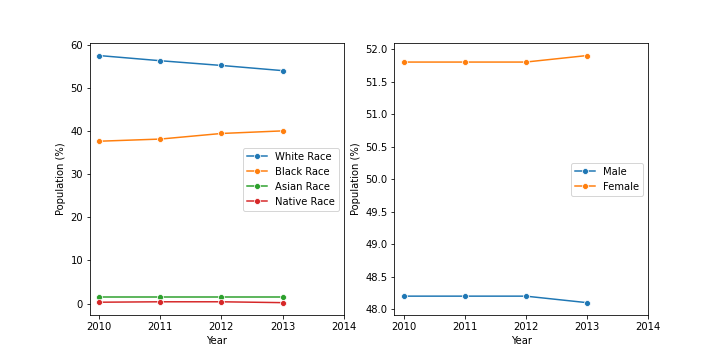 60
50
40
30
20
10
0
Population (%)
2010 2011 2012 2013 2014
Year
White Race
Black Race
Asian Race
Native Race
52.0
51.5
51.0
50.5
50.0
49.5
49.0
48.5
48.0
Population (%)
2010 2011 2012 2013 2014
Year
Male
Female